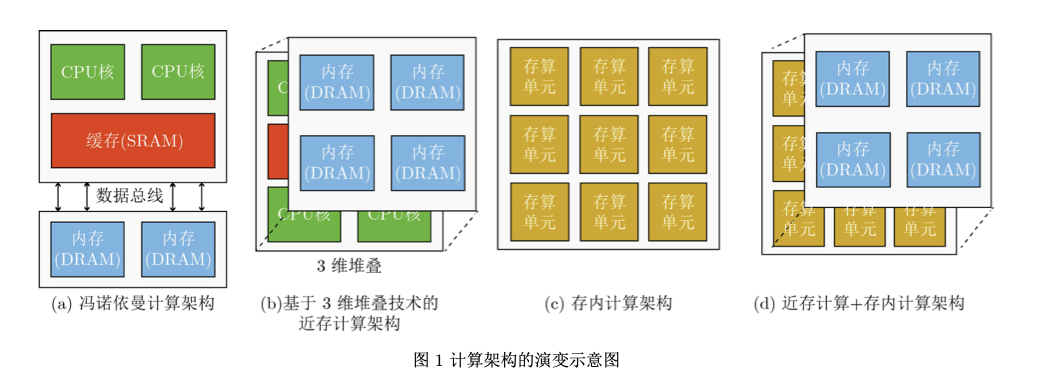 CPU核
CPU核
缓存(SRAM)
数据总线
内存
(DRAM)
内存
(DRAM)
(a) 冯诺依曼计算架构
内存
(DRAM)
内存
(DRAM)
内存
(DRAM)
内存
(DRAM)
C
CPU核
CPU核
3 维堆叠
(b)基于 3 维堆叠技术的
近存计算架构
存算
单元
存算
单元
存算
单元
存算
单元
存算
单元
存算
单元
存算
单元
存算
单元
存算
单元
(c) 存内计算架构
存算
单元
内存
(DRAM)
内存
(DRAM)
存算
单元
内存
(DRAM)
内存
(DRAM)
存算
单元
存算
单元
存算
单元
(d) 近存计算+存内计算架构
图 1 计算架构的演变示意图